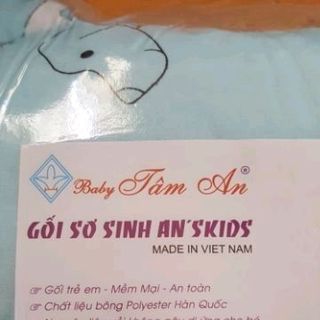 Baby Tâm An®
GỐI SƠ SINH AN'SKIDS
MADE IN VIET NAM
☞ Gối trẻ em - Mềm Mại - An toàn
☞ Chất liệu bông Polyester Hàn Quốc